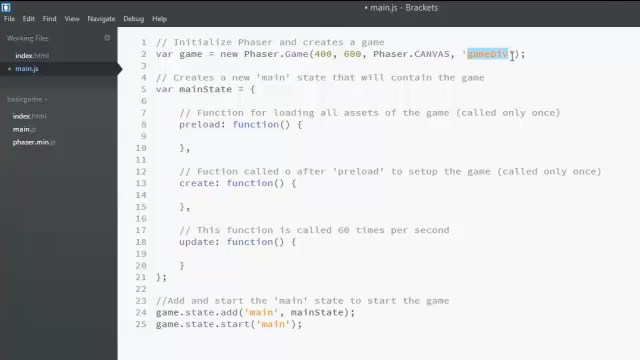 • main.js - Brackets
File Edit Find View Navigate Debug Help
Working Files
index.html
main.js
basicgame
index.html
main.js
phaser.min.js
1 // Initialize Phaser and creates a game
2 var game = new Phaser.Game(400, 600, Phaser.CANVAS, 'gameDiv');
3
4 // Creates a new 'main' state that will contain the game
5 var mainState = {
6
7 // Function for loading all assets of the game (called only once)
8 preload: function() {
9
10 },
11
12 // Fuction called o after 'preload' to setup the game (called only once)
13 create: function() {
14
15 },
16
17 // This function is called 60 times per second
18 update: function() {
19
20 }
21 };
22
23 //Add and start the 'main' state to start the game
24 game.state.add('main', mainState);
25 game.state.start('main');